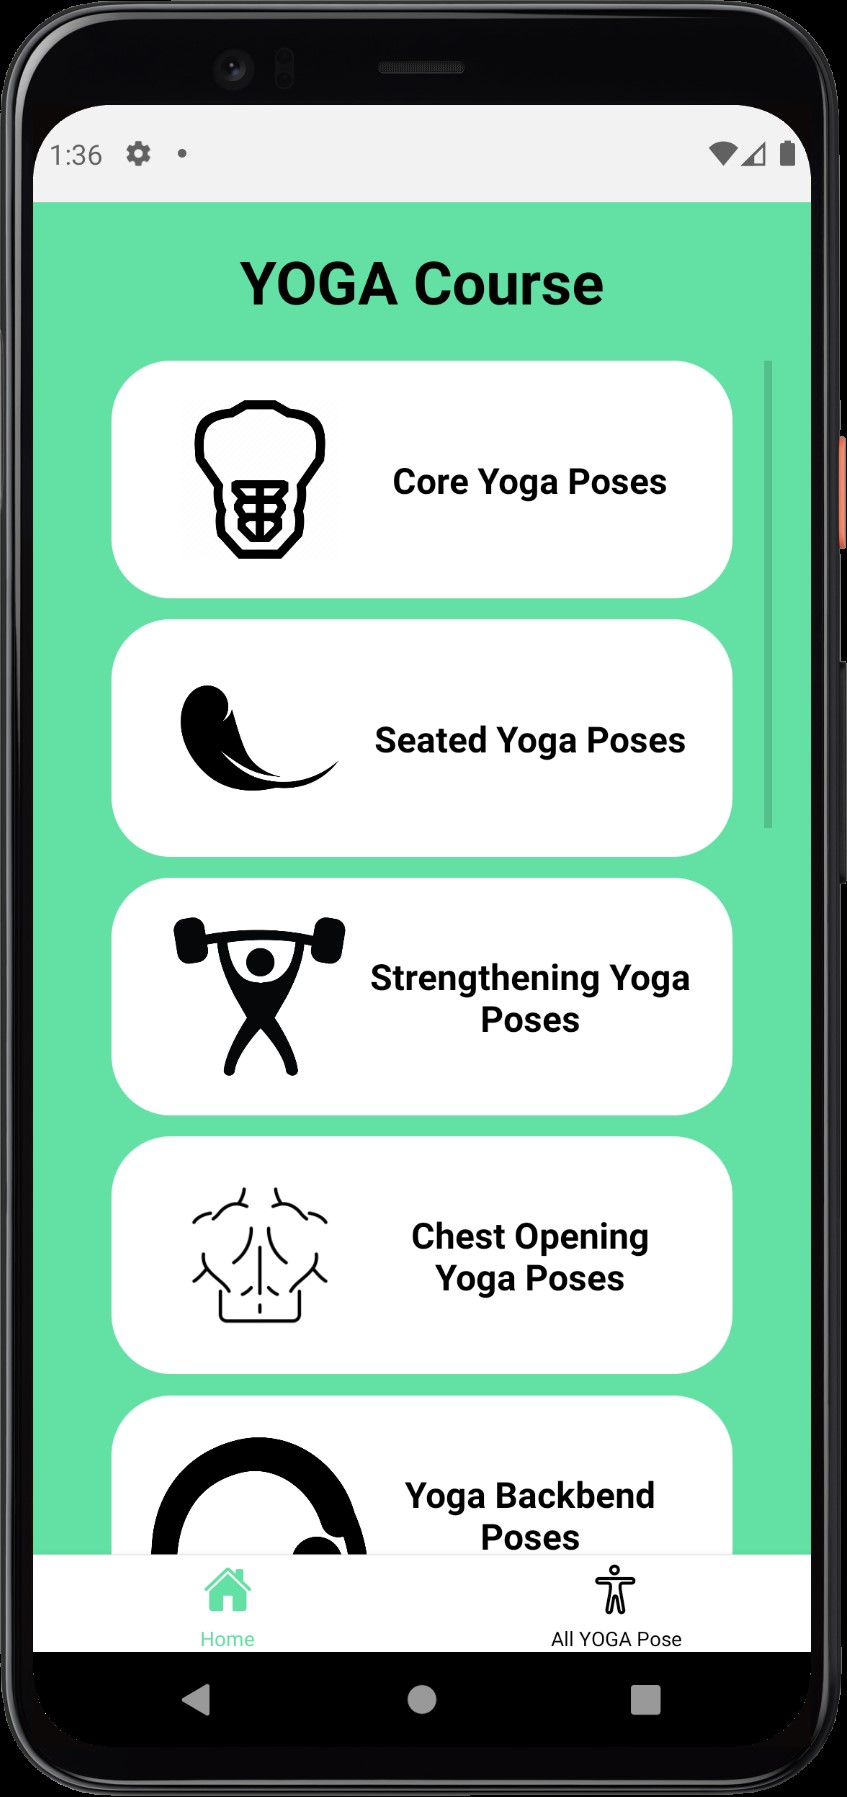 1:36
YOGA Course
Core Yoga Poses
Seated Yoga Poses
Strengthening Yoga
Poses
Chest Opening
Yoga Poses
Yoga Backbend
Poses
Home
All YOGA Pose